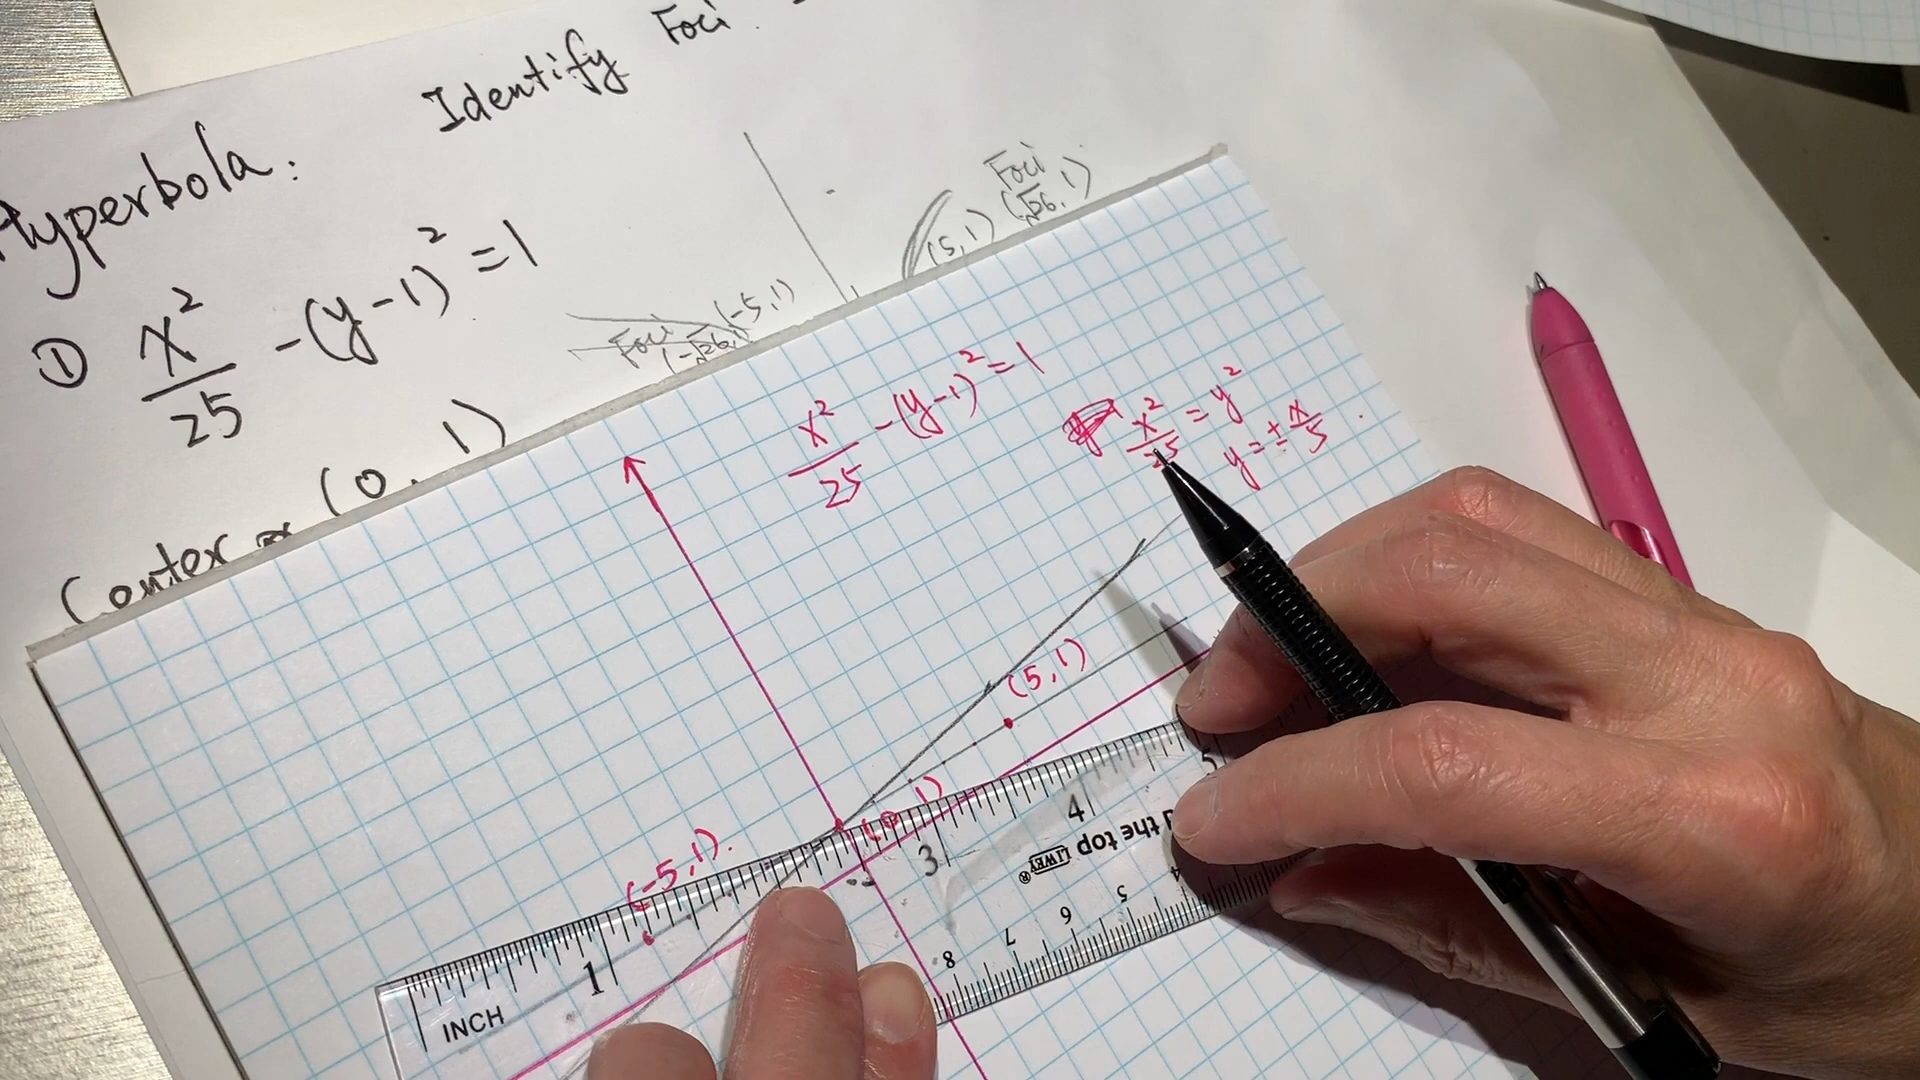 Identify Foci
Hyperbola:
① x²/25 - (y-1)² = 1
Center (0, 1)
Foci
(√26, 1)
(5, 1)
(-5, 1)
Foci
(-√26, 1)
x²/25 - (y-1)² = 1
x²/25 = y²
y = ± x/5
(5, 1)
(0, 1)
(-5, 1)
1 3 4 5
the top
LIWEY ®
INCH
8 7 6 5 4